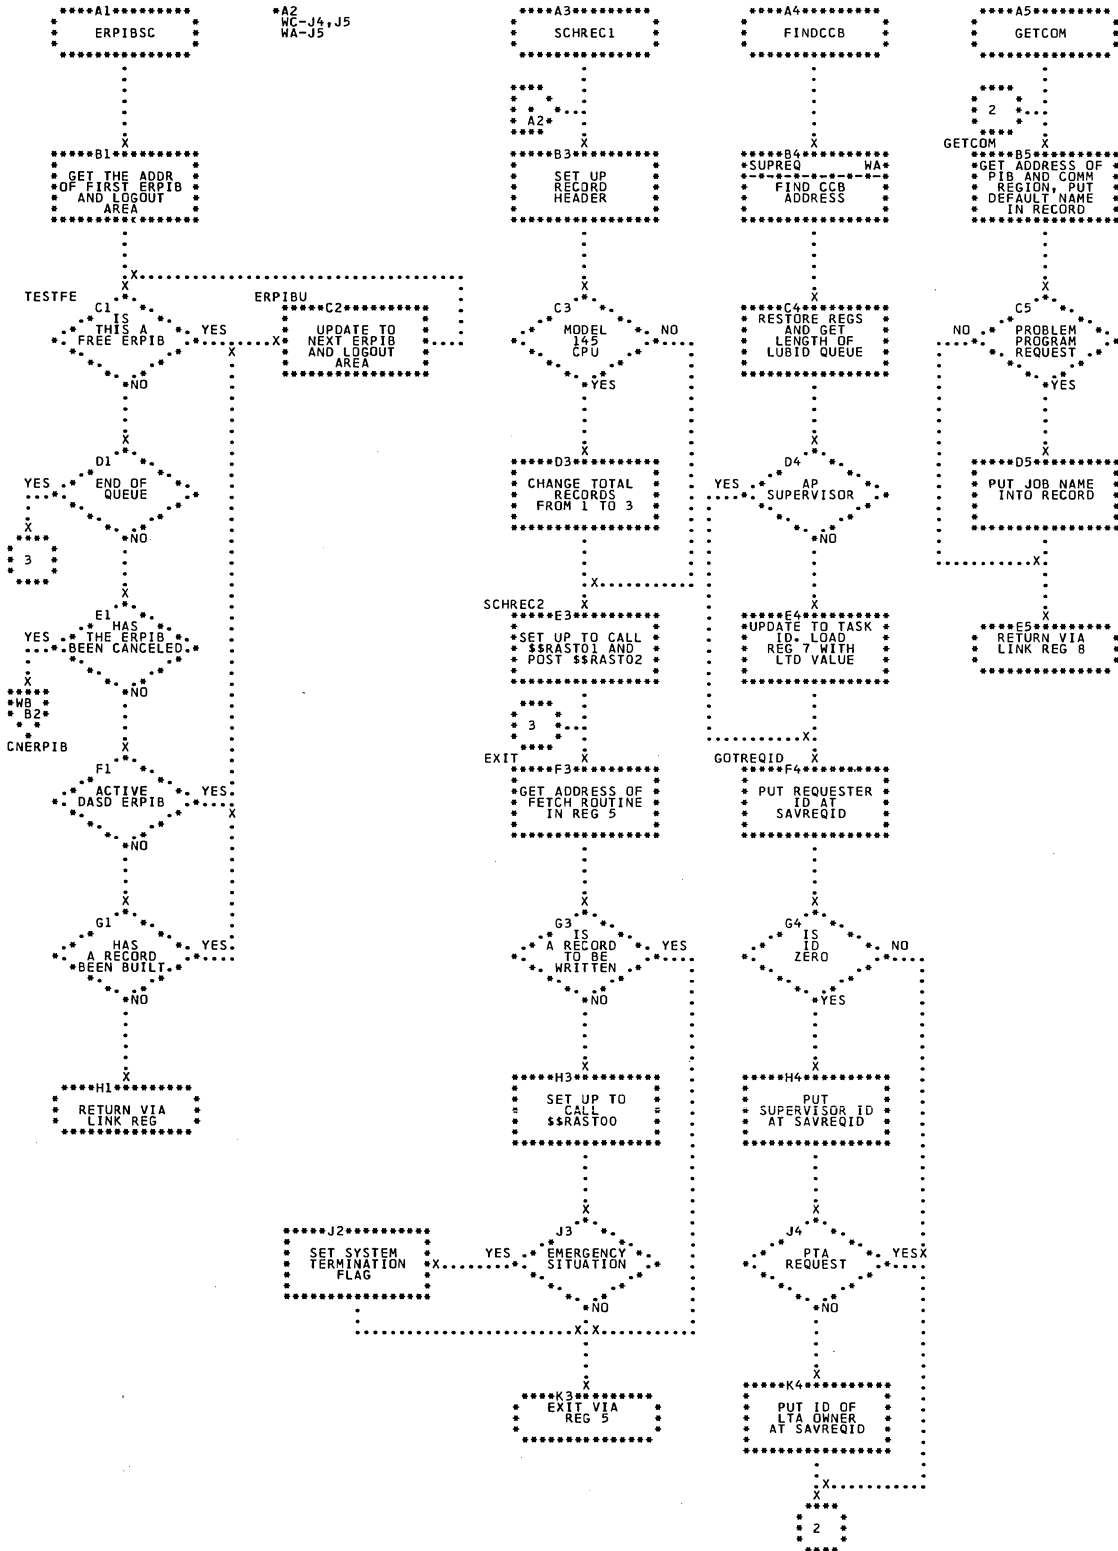 A1
ERPIBSC
*A2
WC-J4,J5
WA-J5
A3
SCHREC1
A4
FINDCCB
A5
GETCOM
B1
GET THE ADDR
OF FIRST ERPIB
AND LOGOUT
AREA
TESTFE
C1
IS
THIS A
FREE ERPIB
YES
NO
ERPIBU
C2
UPDATE TO
NEXT ERPIB
AND LOGOUT
AREA
D1
END OF
QUEUE
YES
NO
3
E1
HAS
THE ERPIB
BEEN CANCELED
YES
NO
WB
B2
CNERPIB
F1
ACTIVE
DASD ERPIB
YES
NO
G1
HAS
A RECORD
BEEN BUILT
YES
NO
H1
RETURN VIA
LINK REG
A2
B3
SET UP
RECORD
HEADER
C3
MODEL
145
CPU
NO
YES
D3
CHANGE TOTAL
RECORDS
FROM 1 TO 3
SCHREC2
E3
SET UP TO CALL
$$RAST01 AND
POST $$RAST02
3
EXIT
F3
GET ADDRESS OF
FETCH ROUTINE
IN REG 5
G3
IS
A RECORD
TO BE
WRITTEN
YES
NO
H3
SET UP TO
CALL
$$RAST00
J2
SET SYSTEM
TERMINATION
FLAG
J3
EMERGENCY
SITUATION
YES
NO
K3
EXIT VIA
REG 5
B4
SUPREQ WA
FIND CCB
ADDRESS
C4
RESTORE REGS
AND GET
LENGTH OF
LUBID QUEUE
D4
AP
SUPERVISOR
YES
NO
E4
UPDATE TO TASK
ID. LOAD
REG 7 WITH
LTD VALUE
GOTREQID
F4
PUT REQUESTER
ID AT
SAVREQID
G4
IS
ID
ZERO
NO
YES
H4
PUT
SUPERVISOR ID
AT SAVREQID
J4
PTA
REQUEST
YES
NO
K4
PUT ID OF
LTA OWNER
AT SAVREQID
2
2
GETCOM
B5
GET ADDRESS OF
PIB AND COMM
REGION, PUT
DEFAULT NAME
IN RECORD
C5
PROBLEM
PROGRAM
REQUEST
NO
YES
D5
PUT JOB NAME
INTO RECORD
E5
RETURN VIA
LINK REG 8